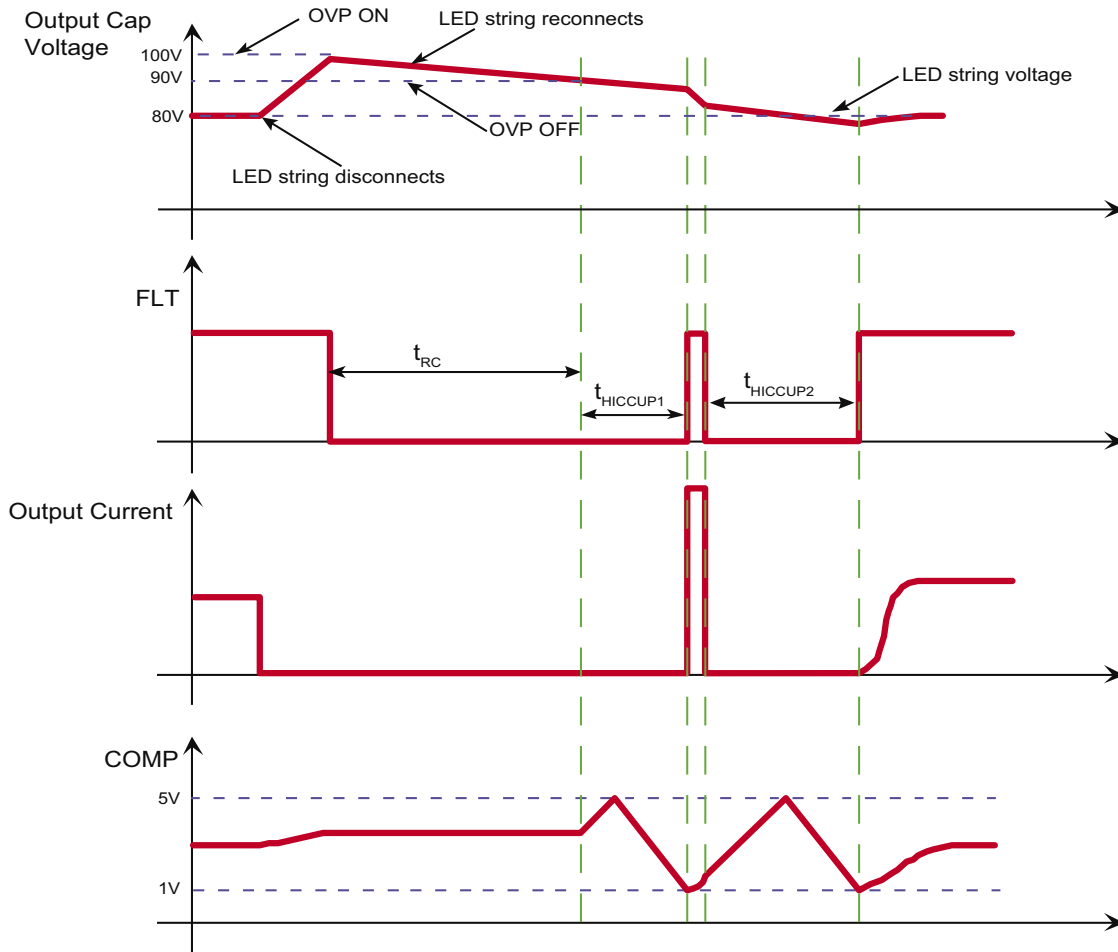 Output Cap
Voltage
OVP ON
LED string reconnects
100V
90V
80V
LED string voltage
OVP OFF
LED string disconnects
FLT
tRC
tHICCUP1
tHICCUP2
Output Current
COMP
5V
1V